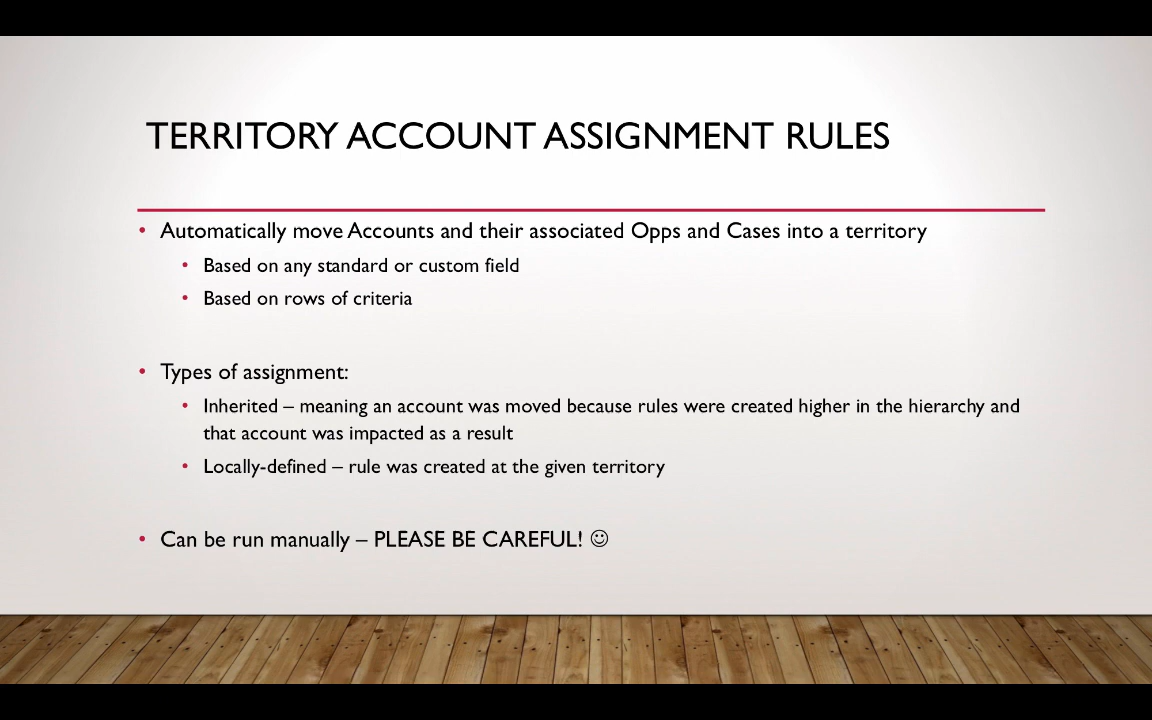 TERRITORY ACCOUNT ASSIGNMENT RULES
• Automatically move Accounts and their associated Opps and Cases into a territory
• Based on any standard or custom field
• Based on rows of criteria
• Types of assignment:
• Inherited – meaning an account was moved because rules were created higher in the hierarchy and
that account was impacted as a result
• Locally-defined – rule was created at the given territory
• Can be run manually – PLEASE BE CAREFUL! ☺